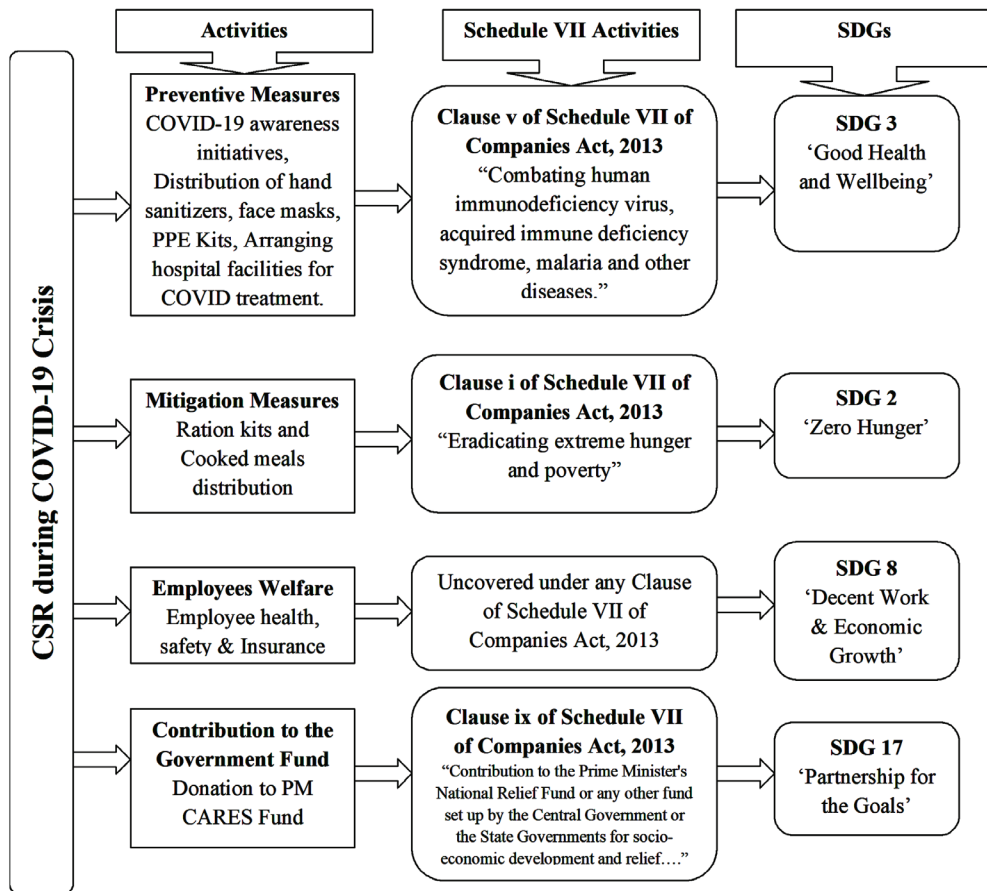 Activities
Schedule VII Activities
SDGs
CSR during COVID-19 Crisis
Preventive Measures
COVID-19 awareness
initiatives,
Distribution of hand
sanitizers, face masks,
PPE Kits, Arranging
hospital facilities for
COVID treatment.
Clause v of Schedule VII of
Companies Act, 2013
“Combating human
immunodeficiency virus,
acquired immune deficiency
syndrome, malaria and other
diseases.”
SDG 3
‘Good Health
and Wellbeing’
Mitigation Measures
Ration kits and
Cooked meals
distribution
Clause i of Schedule VII of
Companies Act, 2013
“Eradicating extreme hunger
and poverty”
SDG 2
‘Zero Hunger’
Employees Welfare
Employee health,
safety & Insurance
Uncovered under any Clause
of Schedule VII of
Companies Act, 2013
SDG 8
‘Decent Work
& Economic
Growth’
Contribution to the
Government Fund
Donation to PM
CARES Fund
Clause ix of Schedule VII
of Companies Act, 2013
“Contribution to the Prime Minister's
National Relief Fund or any other fund
set up by the Central Government or
the State Governments for socio-
economic development and relief….”
SDG 17
‘Partnership for
the Goals’